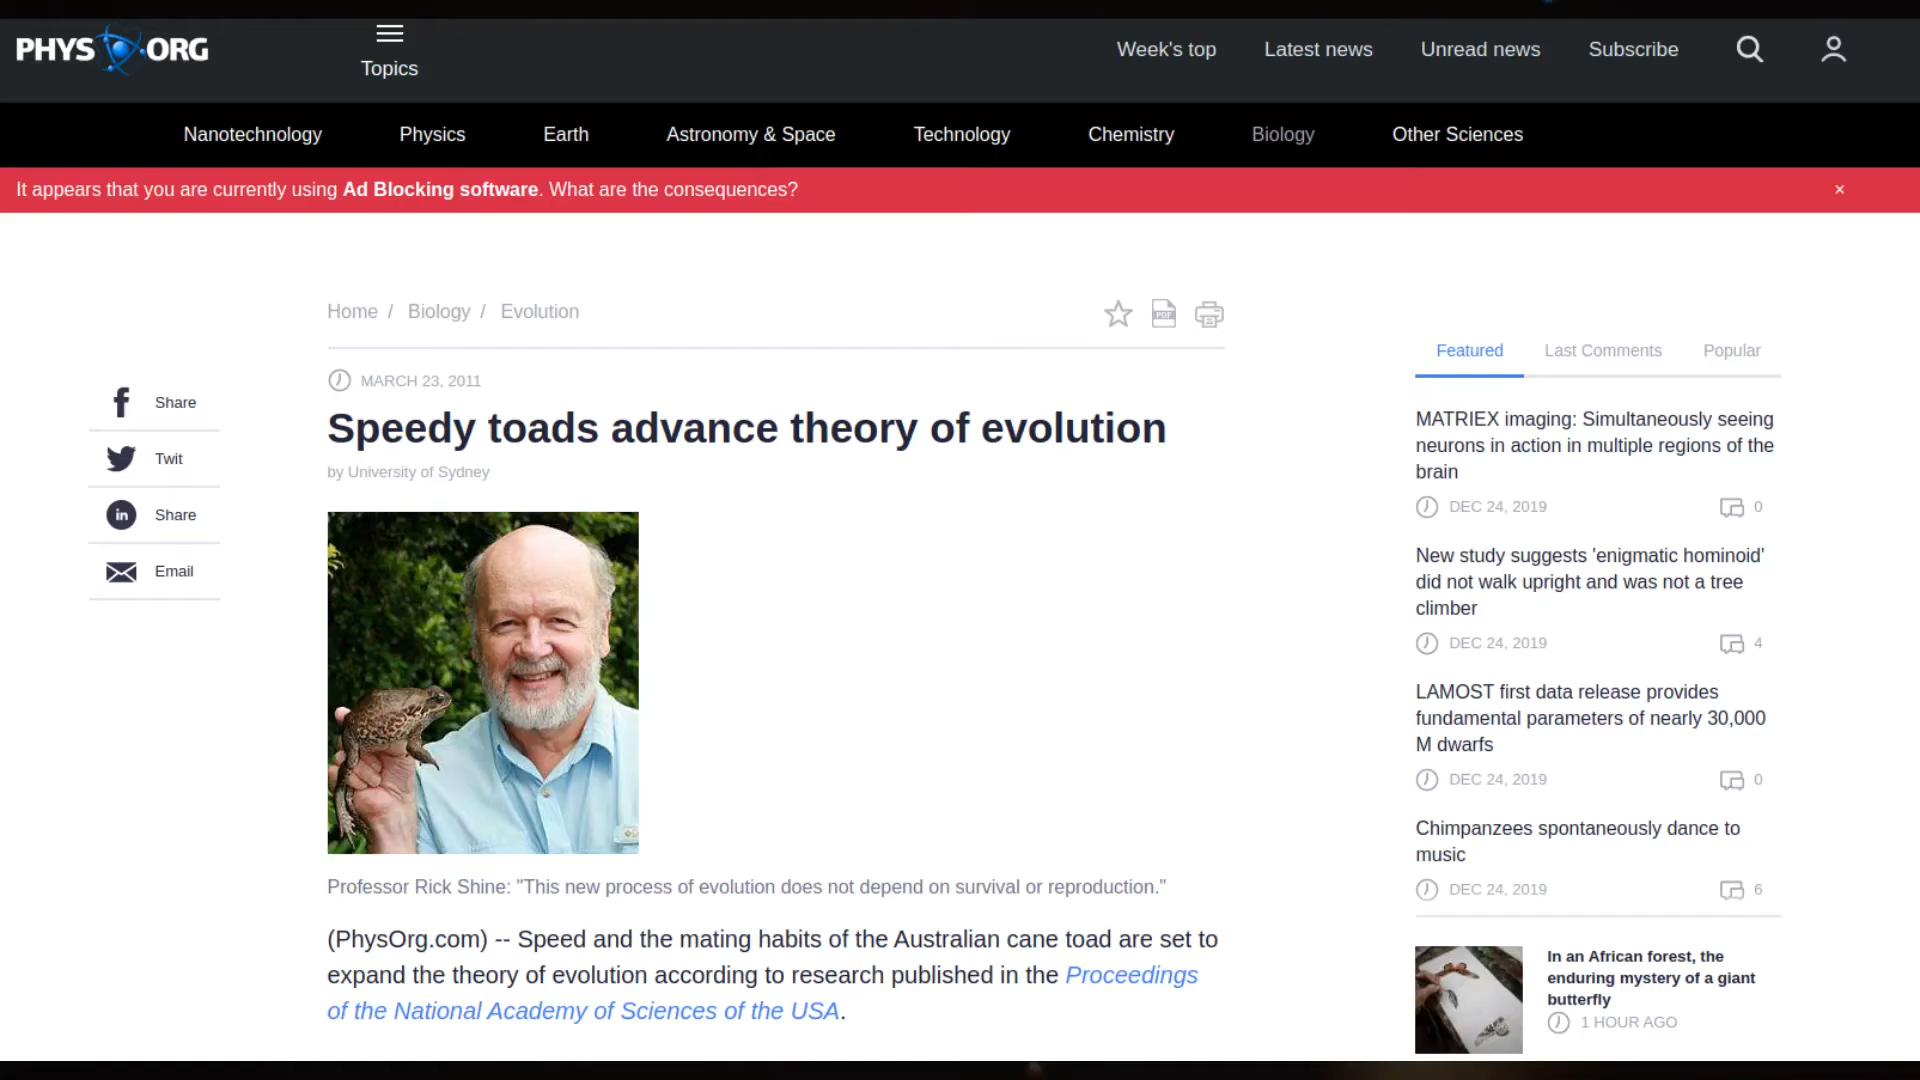 PHYS ORG
Topics
Week's top
Latest news
Unread news
Subscribe
Nanotechnology
Physics
Earth
Astronomy & Space
Technology
Chemistry
Biology
Other Sciences
It appears that you are currently using Ad Blocking software. What are the consequences?
×
Home / Biology / Evolution
PDF
MARCH 23, 2011
Speedy toads advance theory of evolution
by University of Sydney
Share
Twit
in Share
Email
Professor Rick Shine: "This new process of evolution does not depend on survival or reproduction."
(PhysOrg.com) -- Speed and the mating habits of the Australian cane toad are set to
expand the theory of evolution according to research published in the Proceedings
of the National Academy of Sciences of the USA.
Featured
Last Comments
Popular
MATRIEX imaging: Simultaneously seeing
neurons in action in multiple regions of the
brain
DEC 24, 2019
0
New study suggests 'enigmatic hominoid'
did not walk upright and was not a tree
climber
DEC 24, 2019
4
LAMOST first data release provides
fundamental parameters of nearly 30,000
M dwarfs
DEC 24, 2019
0
Chimpanzees spontaneously dance to
music
DEC 24, 2019
6
In an African forest, the
enduring mystery of a giant
butterfly
1 HOUR AGO